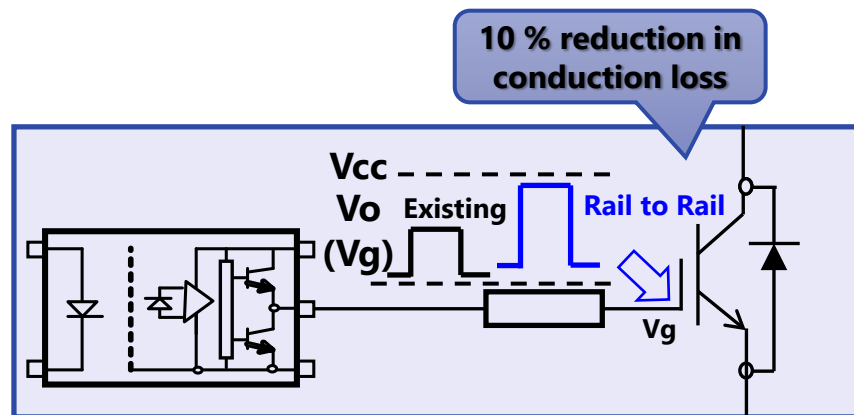 10 % reduction in
conduction loss
Vcc
Vo
(Vg)
Existing
Rail to Rail
Vg